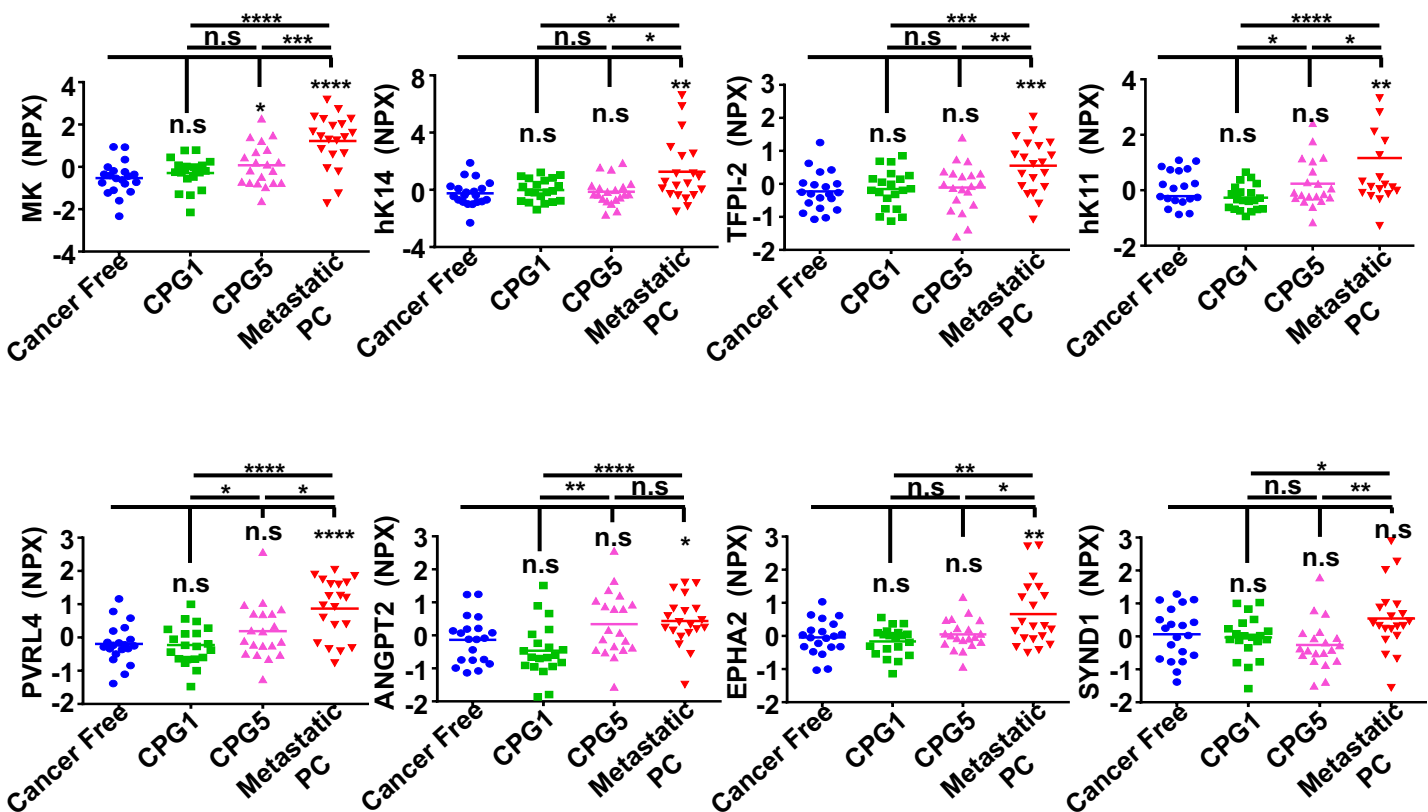 **** * *** ****
n.s *** n.s * n.s ** * *
MK (NPX)
4
2
0
-2
-4
n.s
*
****
Cancer Free
CPG1
CPG5
Metastatic
PC
hK14 (NPX)
8
4
0
-4
n.s
n.s
**
Cancer Free
CPG1
CPG5
Metastatic
PC
TFPI-2 (NPX)
3
2
1
0
-1
-2
n.s
n.s
***
Cancer Free
CPG1
CPG5
Metastatic
PC
hK11 (NPX)
4
2
0
-2
n.s
n.s
**
Cancer Free
CPG1
CPG5
Metastatic
PC
**** **** ** *
* * ** n.s n.s * n.s **
PVRL4 (NPX)
3
2
1
0
-1
-2
n.s
n.s
****
Cancer Free
CPG1
CPG5
Metastatic
PC
ANGPT2 (NPX)
3
2
1
0
-1
-2
n.s
n.s
*
Cancer Free
CPG1
CPG5
Metastatic
PC
EPHA2 (NPX)
3
2
1
0
-1
-2
n.s
n.s
**
Cancer Free
CPG1
CPG5
Metastatic
PC
SYND1 (NPX)
3
2
1
0
-1
-2
n.s
n.s
n.s
Cancer Free
CPG1
CPG5
Metastatic
PC